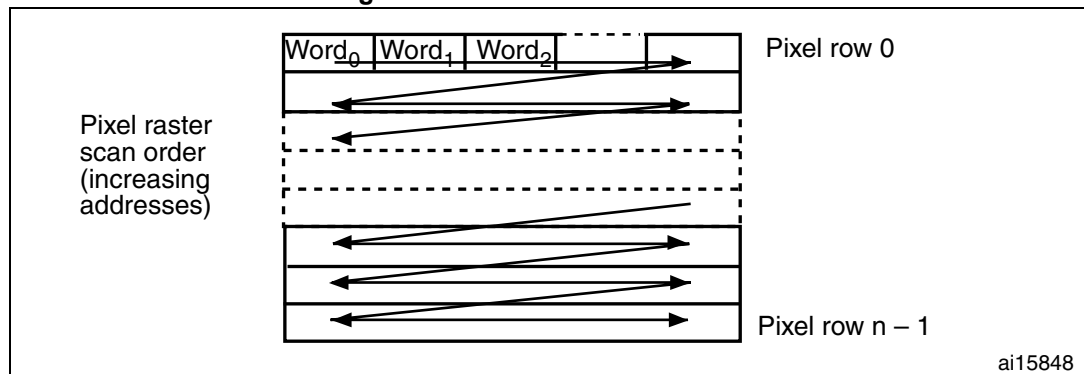 Word0 Word1 Word2
Pixel row 0
Pixel raster
scan order
(increasing
addresses)
Pixel row n – 1
ai15848